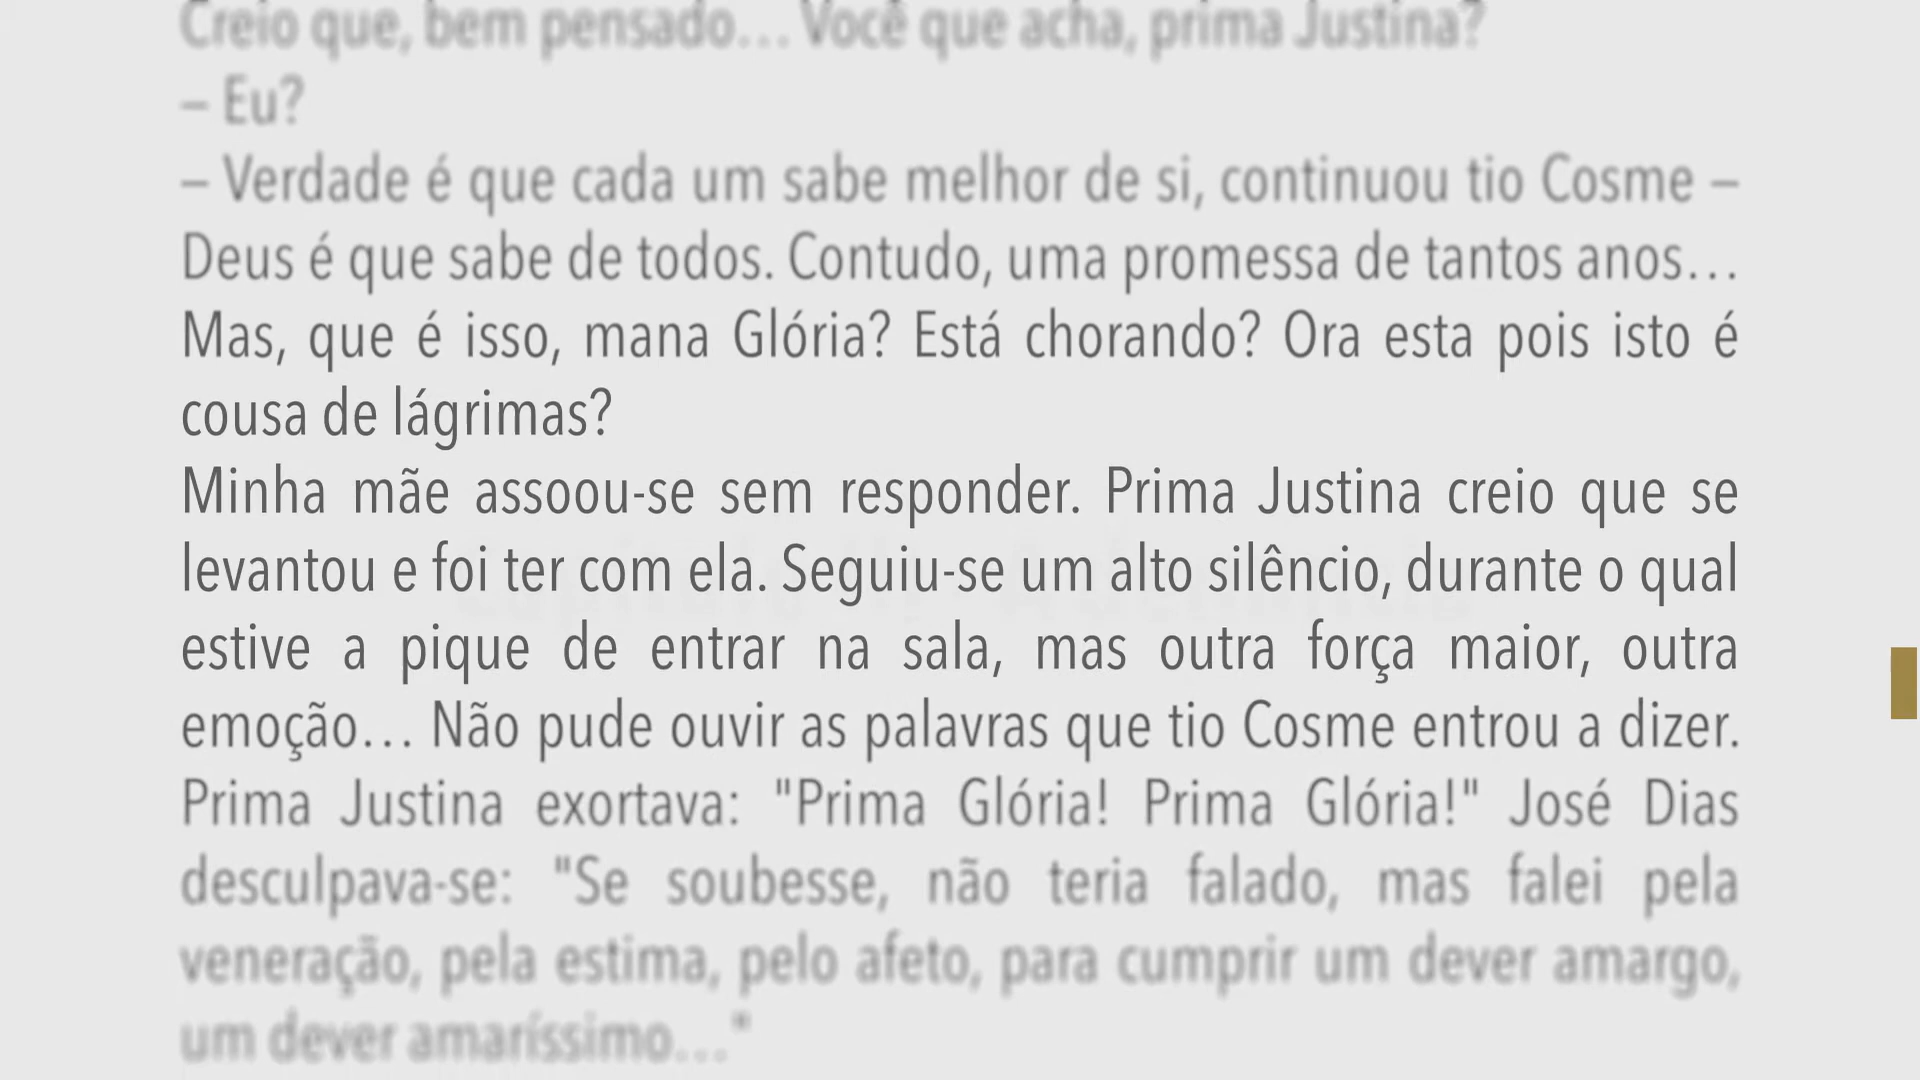 Creio que, bem pensado... Você que acha, prima Justina?
– Eu?
– Verdade é que cada um sabe melhor de si, continuou tio Cosme –
Deus é que sabe de todos. Contudo, uma promessa de tantos anos...
Mas, que é isso, mana Glória? Está chorando? Ora esta pois isto é
cousa de lágrimas?
Minha mãe assoou-se sem responder. Prima Justina creio que se
levantou e foi ter com ela. Seguiu-se um alto silêncio, durante o qual
estive a pique de entrar na sala, mas outra força maior, outra
emoção... Não pude ouvir as palavras que tio Cosme entrou a dizer.
Prima Justina exortava: "Prima Glória! Prima Glória!" José Dias
desculpava-se: "Se soubesse, não teria falado, mas falei pela
veneração, pela estima, pelo afeto, para cumprir um dever amargo,
um dever amaríssimo..."